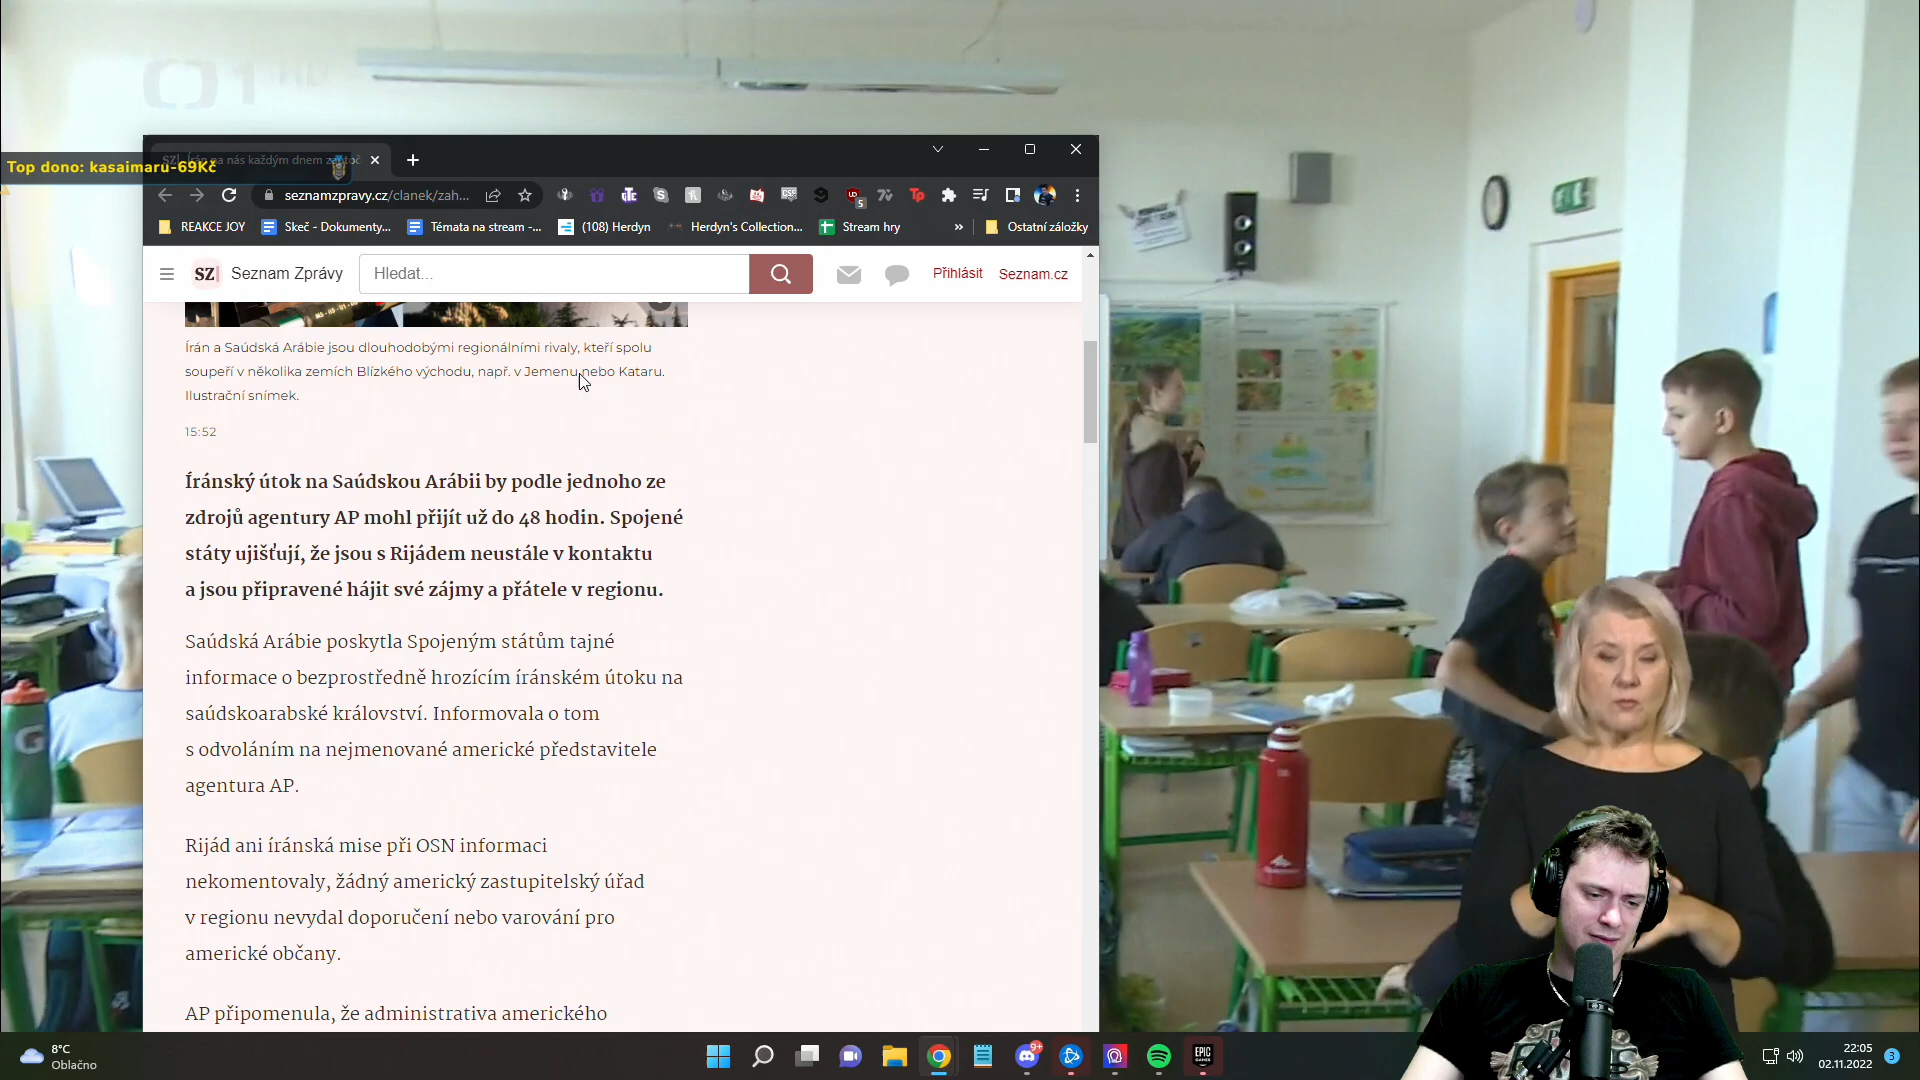 Top dono: kasaimaru-69Kč
seznamzpravy.cz/clanek/zah...
REAKCE JOY
Skeč - Dokumenty...
Témata na stream -...
(108) Herdyn
Herdyn's Collection...
Stream hry
»
Ostatní záložky
SZ Seznam Zprávy
Hledat...
Přihlásit
Seznam.cz
Írán a Saúdská Arábie jsou dlouhodobými regionálními rivaly, kteří spolu
soupeří v několika zemích Blízkého východu, např. v Jemenu nebo Kataru.
Ilustrační snímek.
15:52
Íránský útok na Saúdskou Arábii by podle jednoho ze
zdrojů agentury AP mohl přijít už do 48 hodin. Spojené
státy ujišťují, že jsou s Rijádem neustále v kontaktu
a jsou připravené hájit své zájmy a přátele v regionu.
Saúdská Arábie poskytla Spojeným státům tajné
informace o bezprostředně hrozícím íránském útoku na
saúdskoarabské království. Informovala o tom
s odvoláním na nejmenované americké představitele
agentura AP.
Rijád ani íránská mise při OSN informaci
nekomentovaly, žádný americký zastupitelský úřad
v regionu nevydal doporučení nebo varování pro
americké občany.
AP připomenula, že administrativa amerického
8°C
Oblačno
9+
EPIC
GAMES
22:05
02.11.2022
3